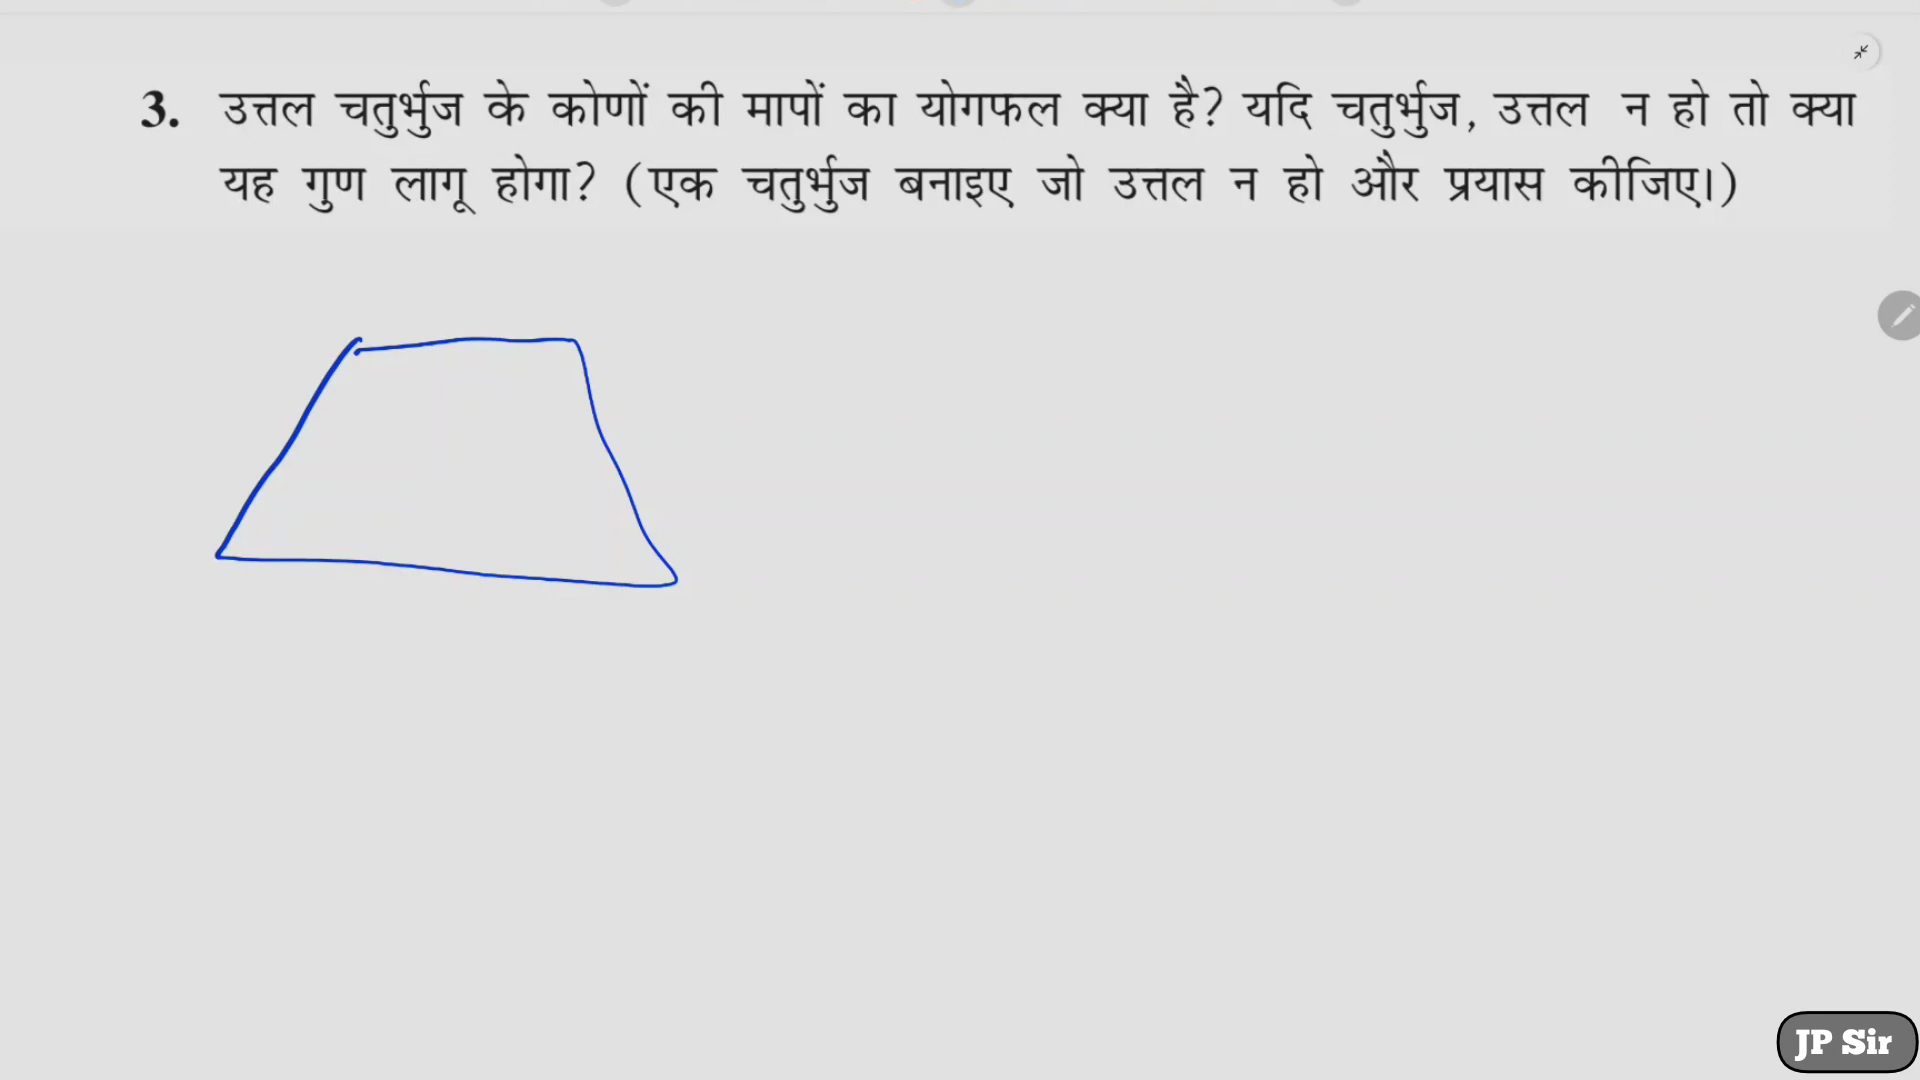 3. उत्तल चतुर्भुज के कोणों की मापों का योगफल क्या है? यदि चतुर्भुज, उत्तल न हो तो क्या
यह गुण लागू होगा? (एक चतुर्भुज बनाइए जो उत्तल न हो और प्रयास कीजिए।)
JP Sir